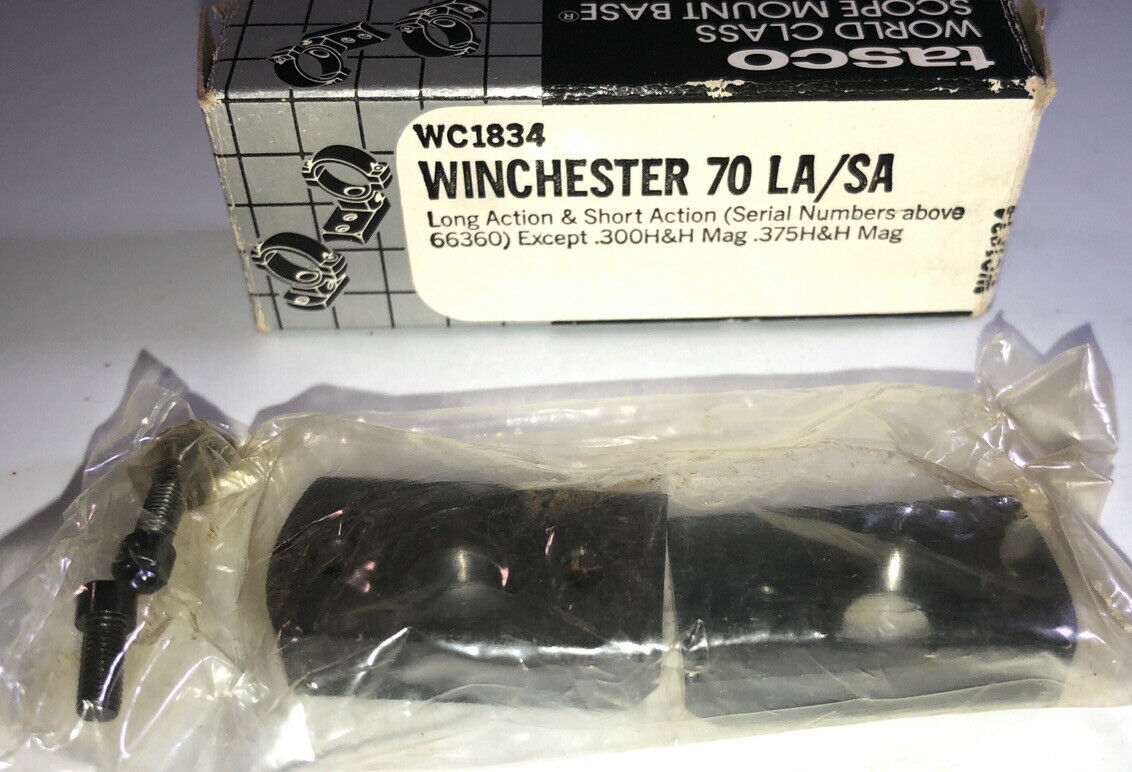 tasco
WORLD CLASS
SCOPE MOUNT BASE®
WC1834
WINCHESTER 70 LA/SA
Long Action & Short Action (Serial Numbers above
66360) Except .300H&H Mag .375H&H Mag
WC1834